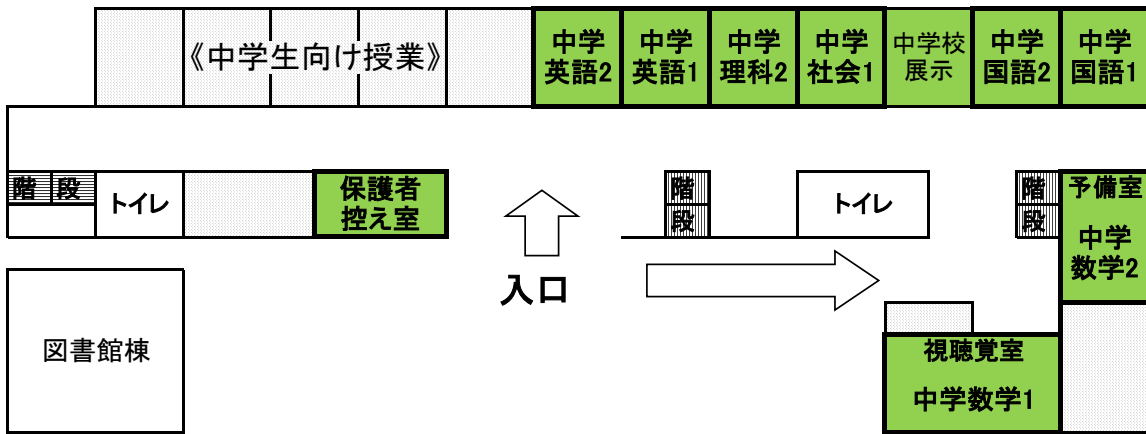 《中学生向け授業》
中学
英語2
中学
英語1
中学
理科2
中学
社会1
中学校
展示
中学
国語2
中学
国語1
階段
トイレ
保護者
控え室
階
段
トイレ
階
段
予備室
中学
数学2
入口
図書館棟
視聴覚室
中学数学1